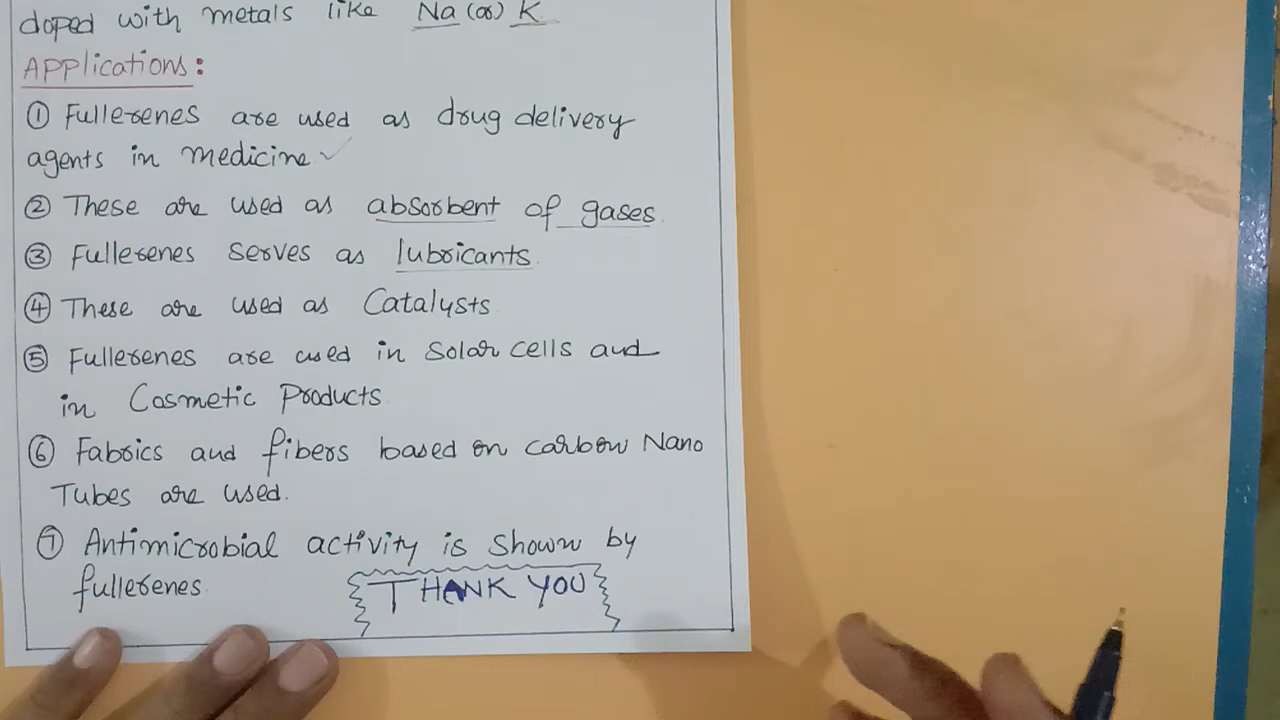 doped with metals like Na (or) K
Applications:
① Fullerenes are used as drug delivery
agents in medicine
② These are used as absorbent of gases.
③ Fullerenes serves as lubricants.
④ These are used as Catalysts
⑤ Fullerenes are used in Solar cells and
in Cosmetic Products.
⑥ Fabrics and fibers based on carbon Nano
Tubes are used.
⑦ Antimicrobial activity is shown by
fullerenes
THANK YOU